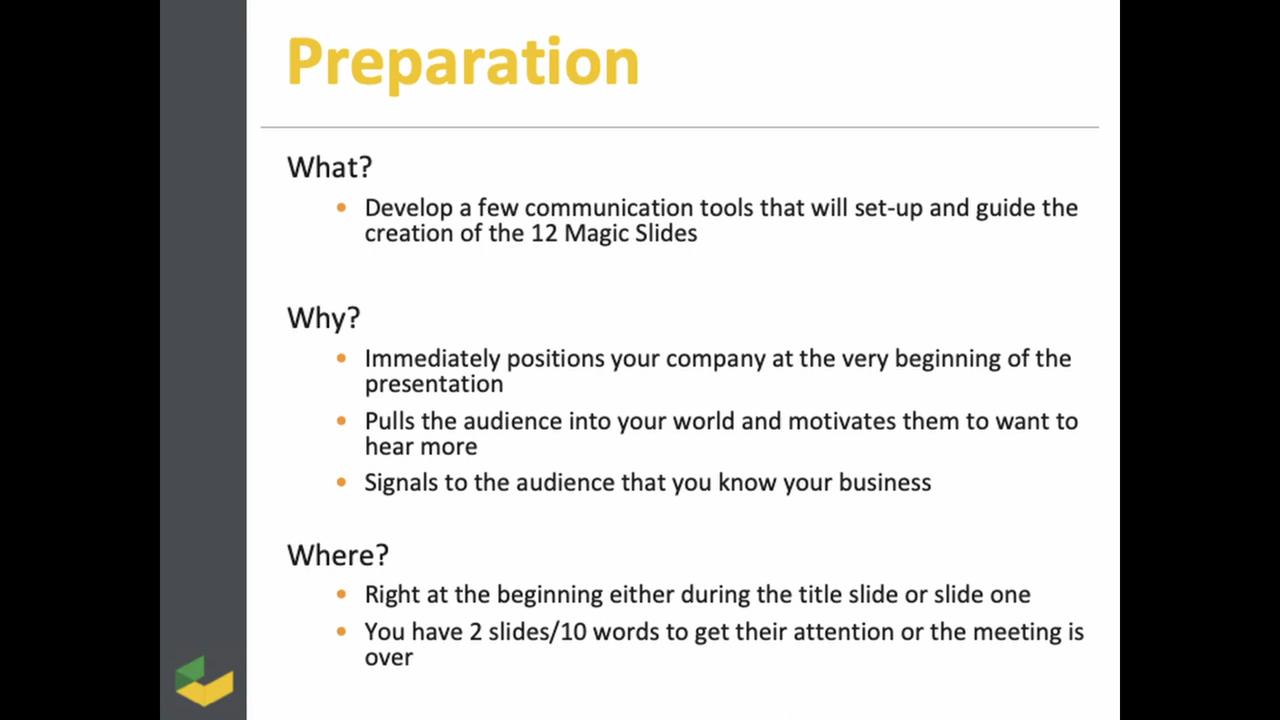 Preparation
What?
• Develop a few communication tools that will set-up and guide the
creation of the 12 Magic Slides
Why?
• Immediately positions your company at the very beginning of the
presentation
• Pulls the audience into your world and motivates them to want to
hear more
• Signals to the audience that you know your business
Where?
• Right at the beginning either during the title slide or slide one
• You have 2 slides/10 words to get their attention or the meeting is
over